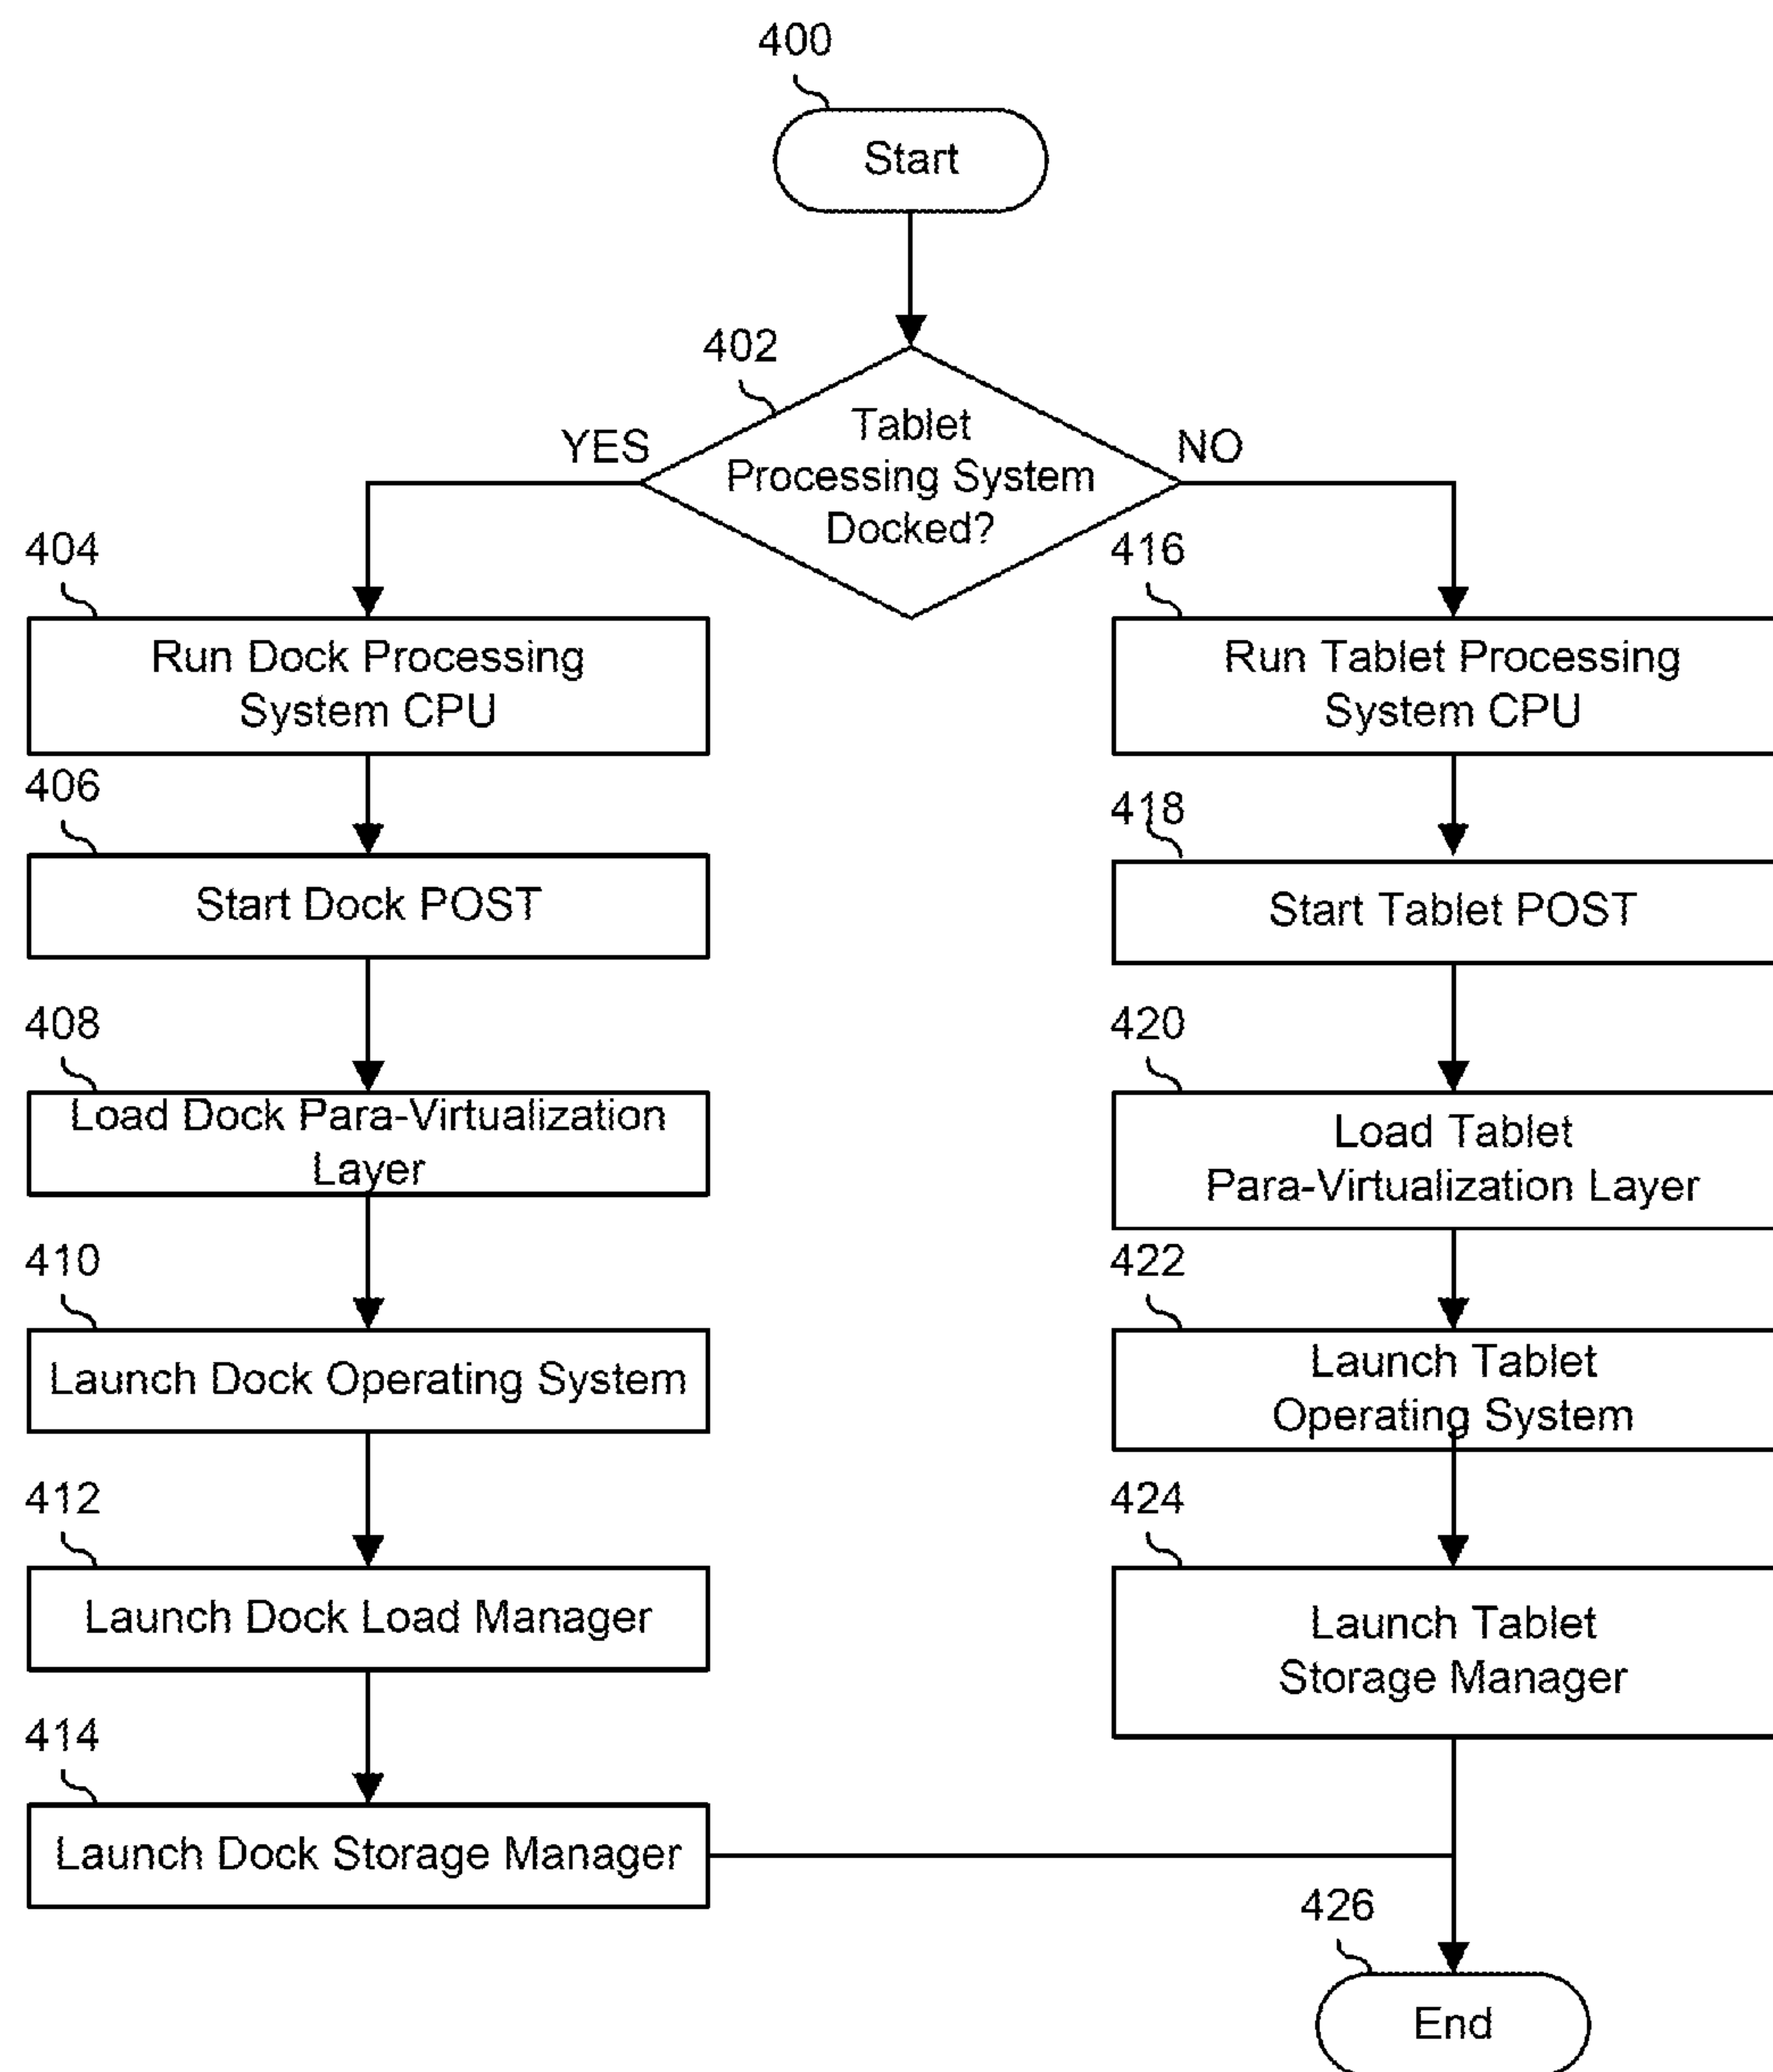 400
Start
402
Tablet
Processing System
Docked?
YES
NO
404
Run Dock Processing
System CPU
406
Start Dock POST
408
Load Dock Para-Virtualization
Layer
410
Launch Dock Operating System
412
Launch Dock Load Manager
414
Launch Dock Storage Manager
416
Run Tablet Processing
System CPU
418
Start Tablet POST
420
Load Tablet
Para-Virtualization Layer
422
Launch Tablet
Operating System
424
Launch Tablet
Storage Manager
426
End